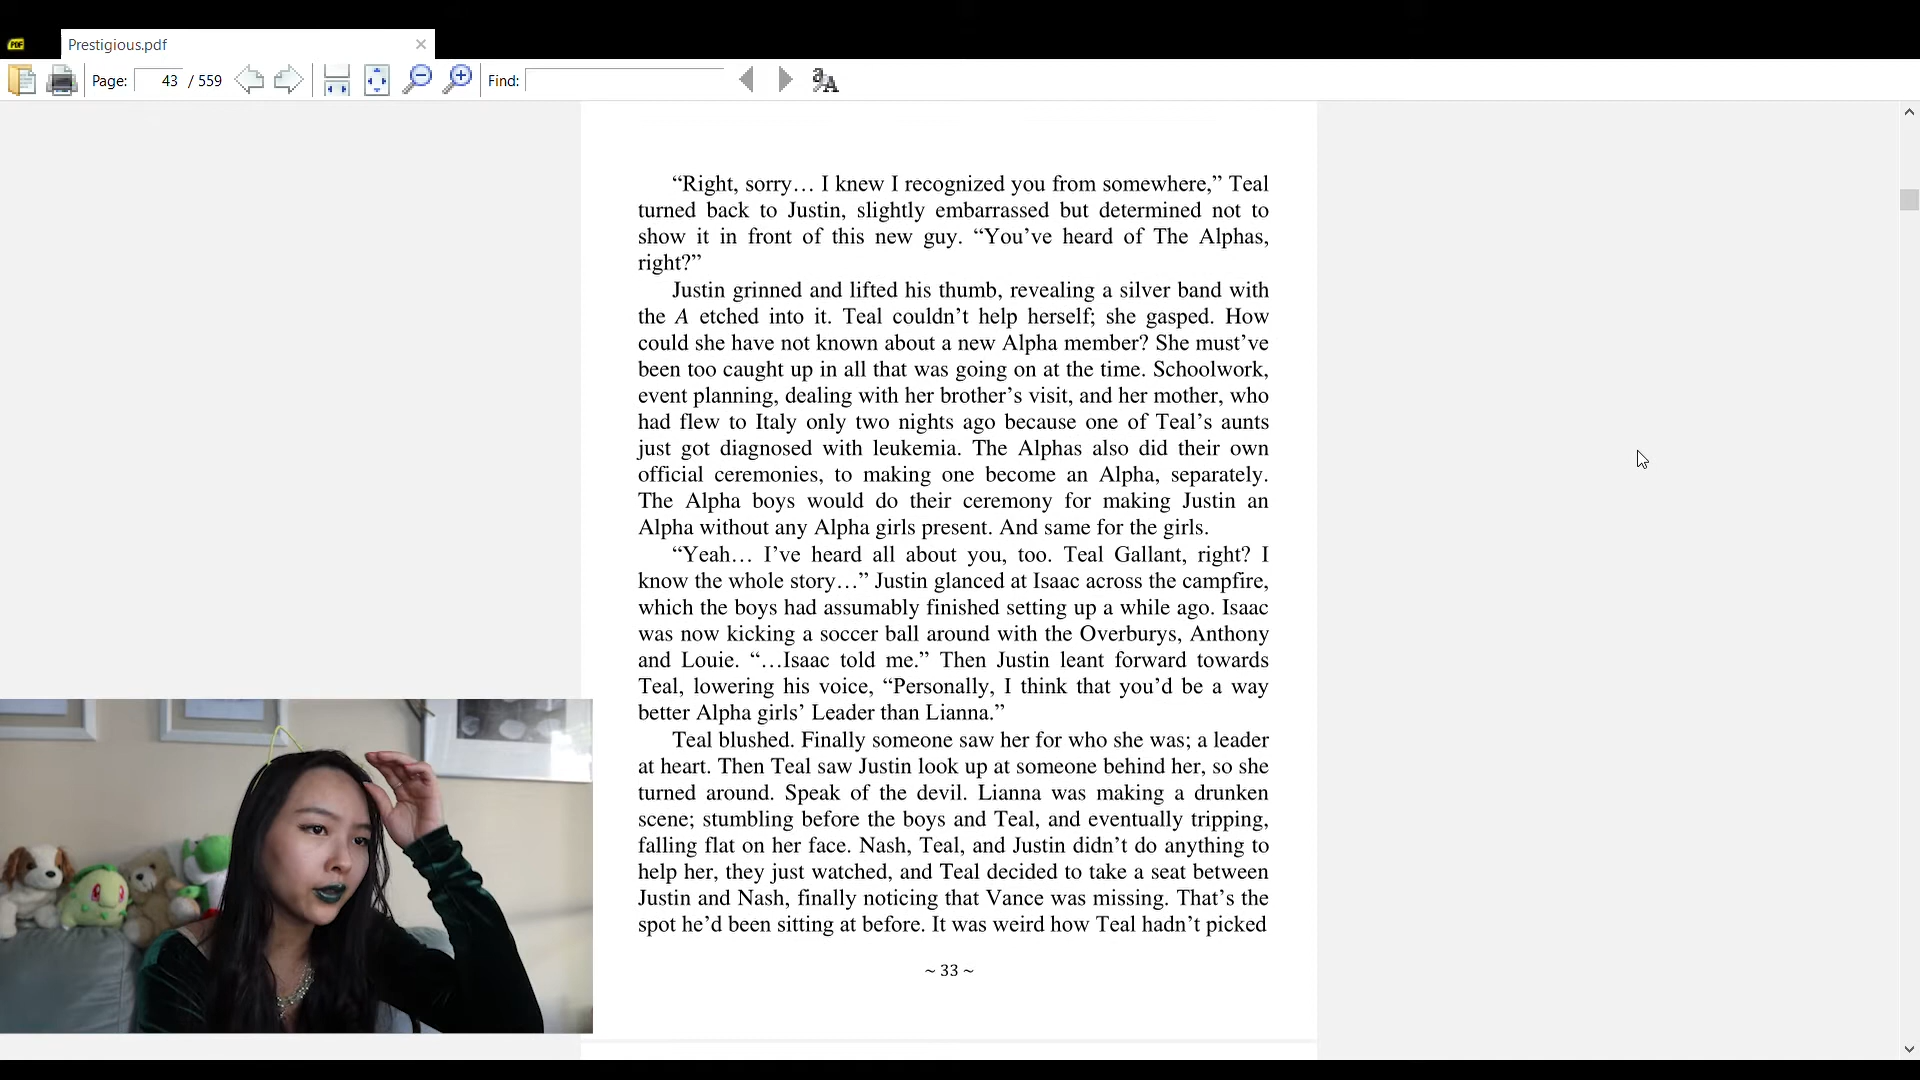 PDF
Prestigious.pdf
Page: 43 / 559
Find:
“Right, sorry… I knew I recognized you from somewhere,” Teal
turned back to Justin, slightly embarrassed but determined not to
show it in front of this new guy. “You’ve heard of The Alphas,
right?”
Justin grinned and lifted his thumb, revealing a silver band with
the A etched into it. Teal couldn’t help herself; she gasped. How
could she have not known about a new Alpha member? She must’ve
been too caught up in all that was going on at the time. Schoolwork,
event planning, dealing with her brother’s visit, and her mother, who
had flew to Italy only two nights ago because one of Teal’s aunts
just got diagnosed with leukemia. The Alphas also did their own
official ceremonies, to making one become an Alpha, separately.
The Alpha boys would do their ceremony for making Justin an
Alpha without any Alpha girls present. And same for the girls.
“Yeah… I’ve heard all about you, too. Teal Gallant, right? I
know the whole story…” Justin glanced at Isaac across the campfire,
which the boys had assumably finished setting up a while ago. Isaac
was now kicking a soccer ball around with the Overburys, Anthony
and Louie. “…Isaac told me.” Then Justin leant forward towards
Teal, lowering his voice, “Personally, I think that you’d be a way
better Alpha girls’ Leader than Lianna.”
Teal blushed. Finally someone saw her for who she was; a leader
at heart. Then Teal saw Justin look up at someone behind her, so she
turned around. Speak of the devil. Lianna was making a drunken
scene; stumbling before the boys and Teal, and eventually tripping,
falling flat on her face. Nash, Teal, and Justin didn’t do anything to
help her, they just watched, and Teal decided to take a seat between
Justin and Nash, finally noticing that Vance was missing. That’s the
spot he’d been sitting at before. It was weird how Teal hadn’t picked
~ 33 ~